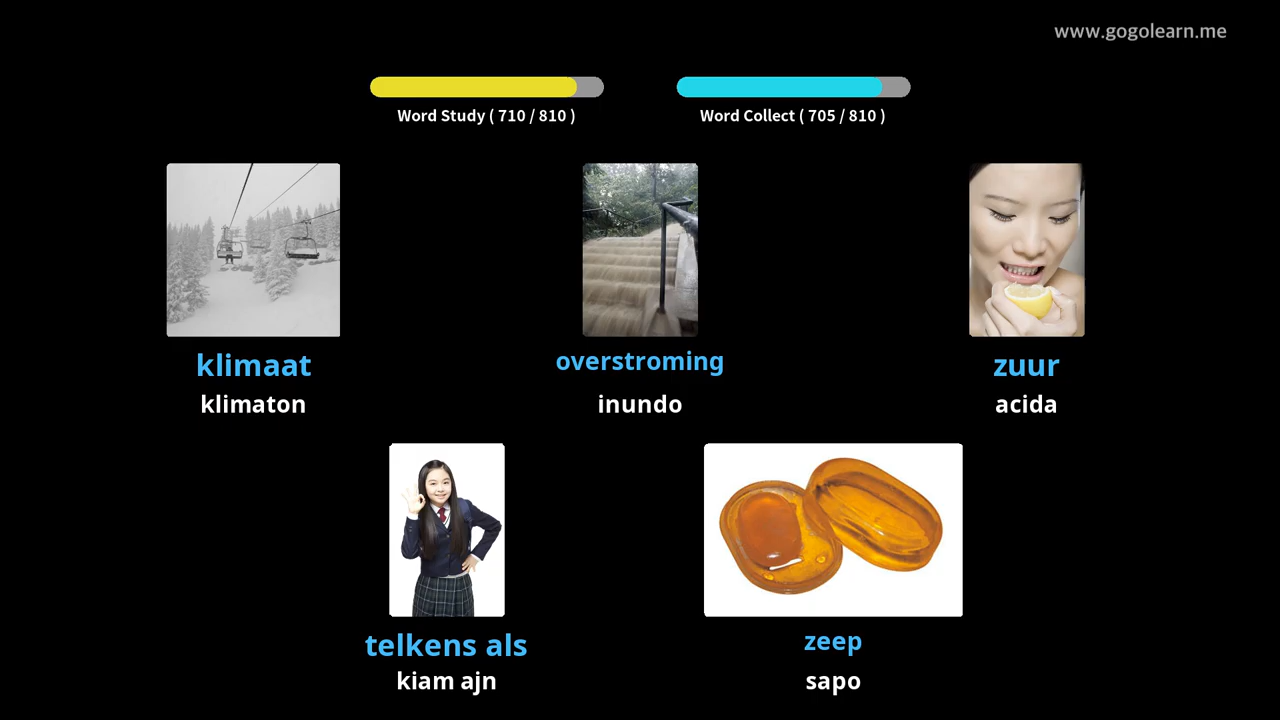 www.gogolearn.me
Word Study ( 710 / 810 )
Word Collect ( 705 / 810 )
klimaat
klimaton
overstroming
inundo
zuur
acida
telkens als
kiam ajn
zeep
sapo